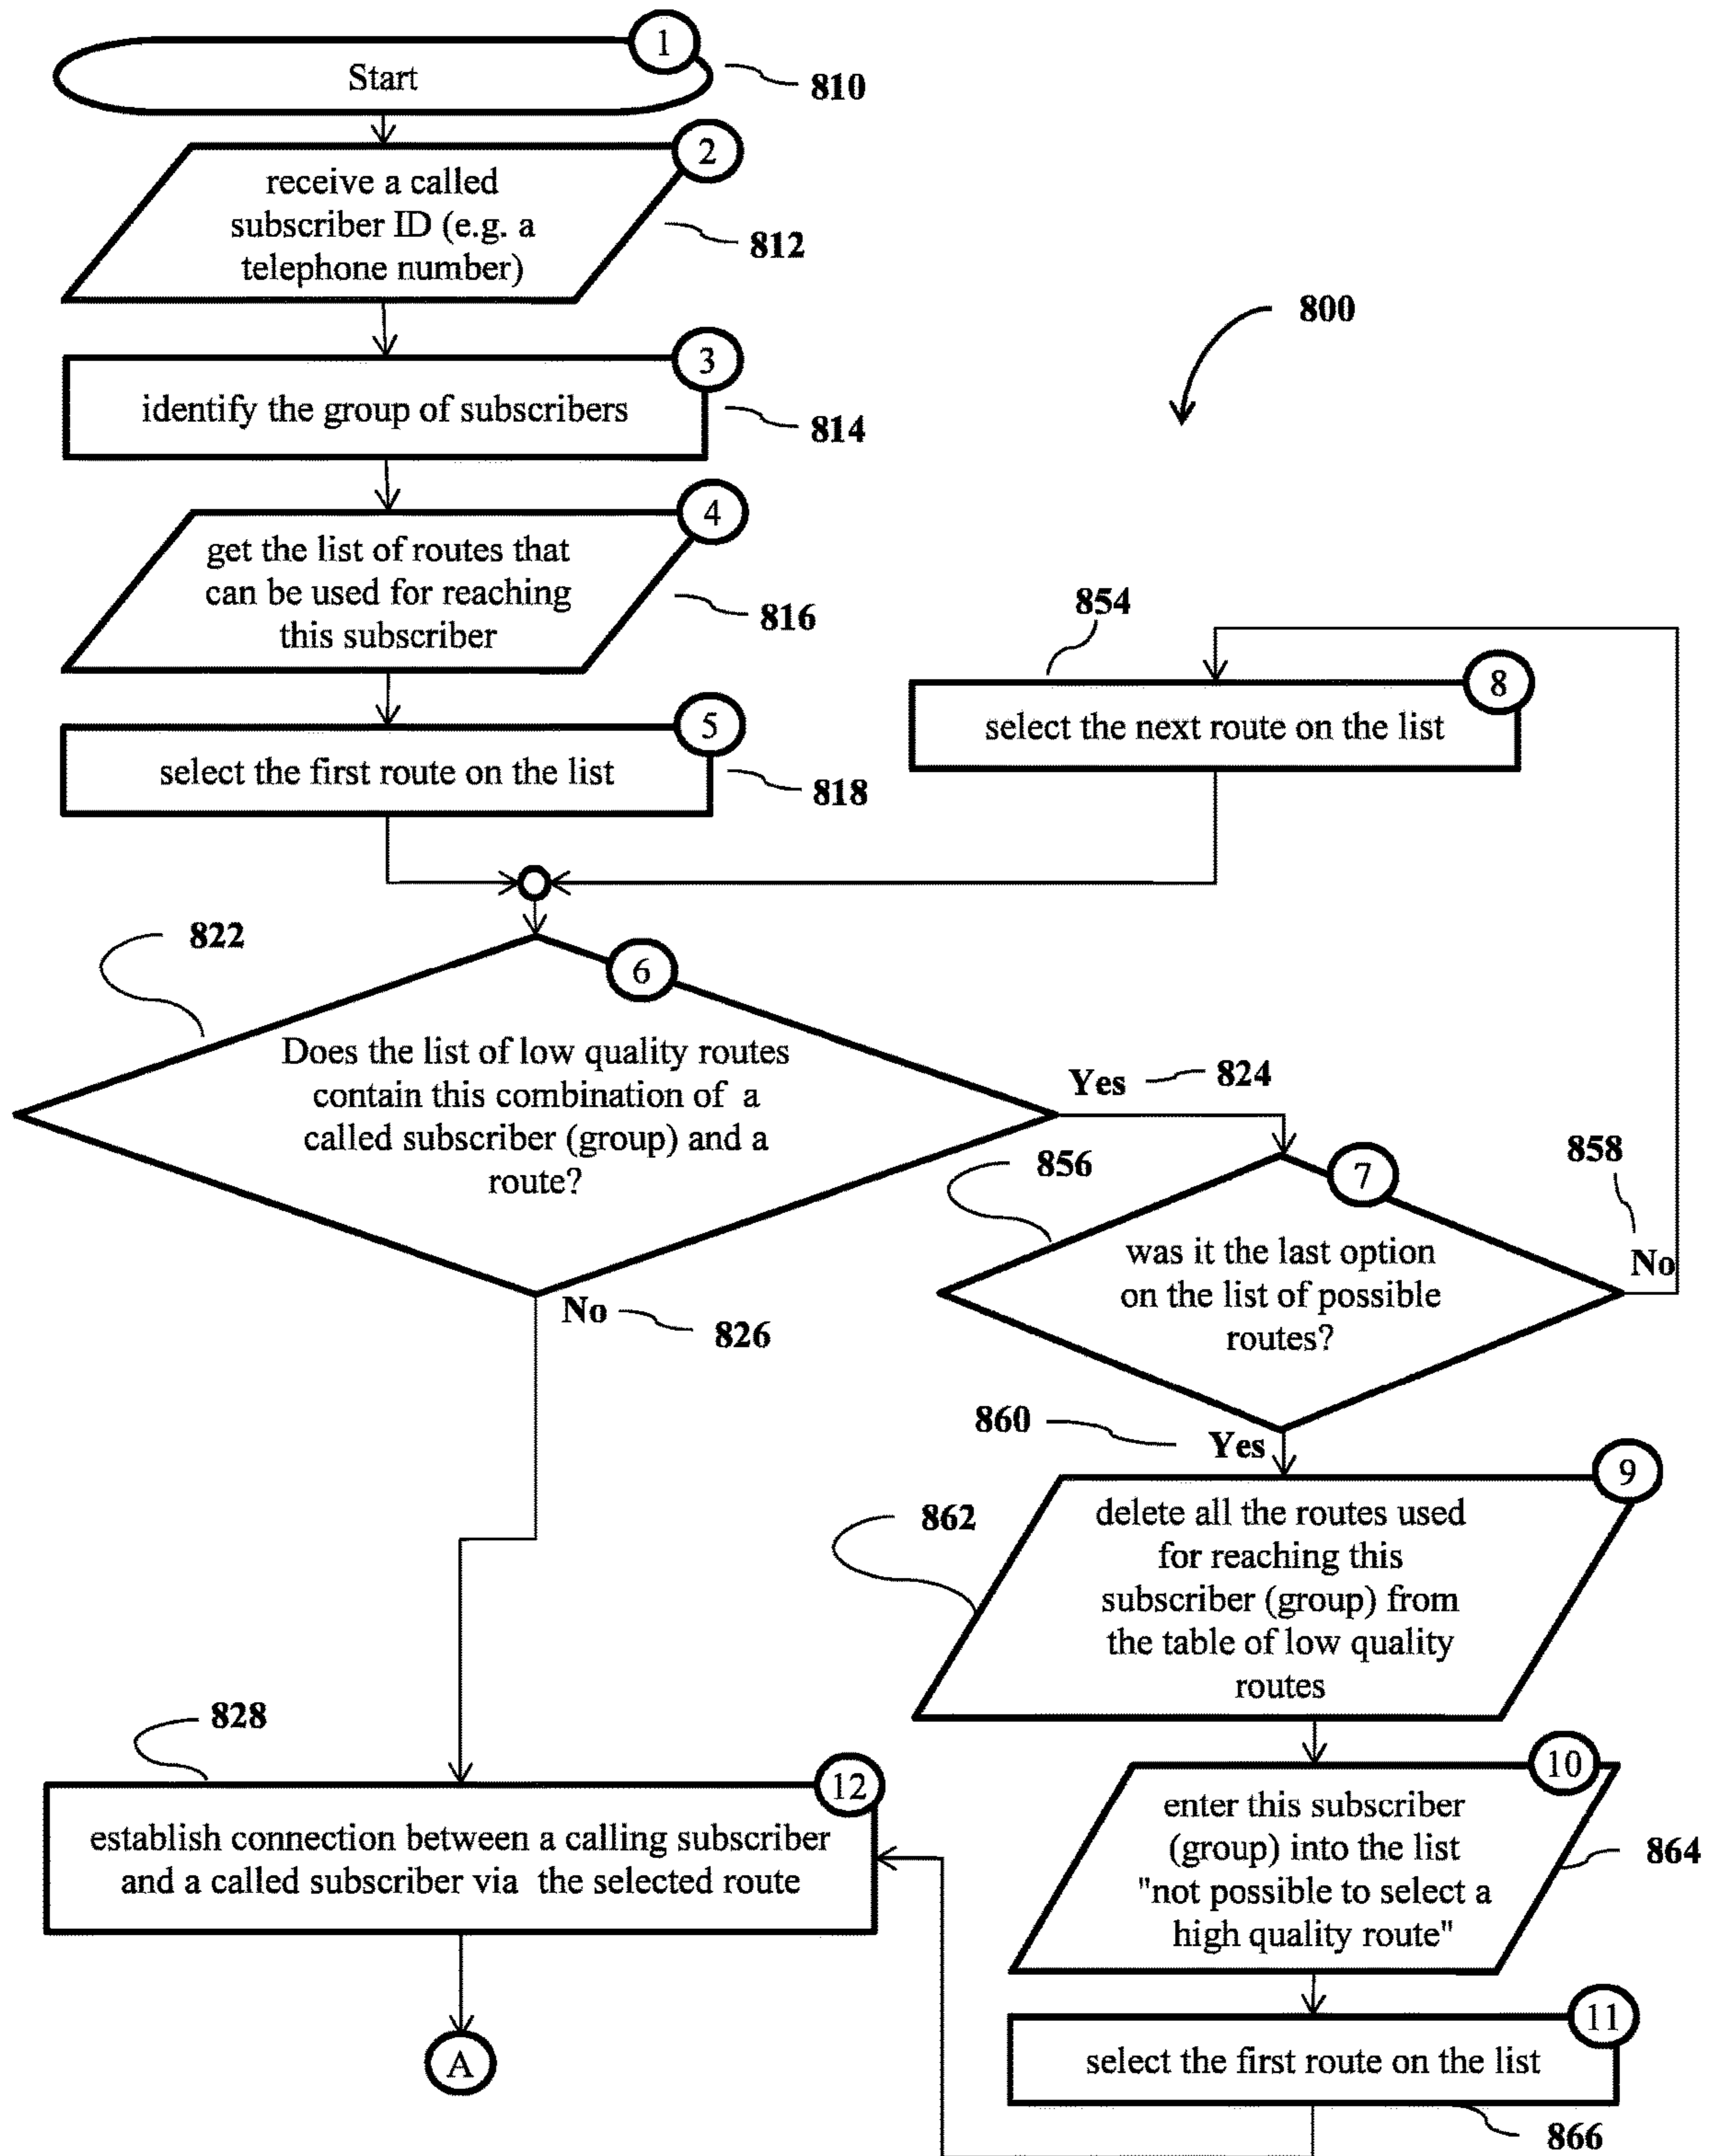 1
Start
810
2
receive a called
subscriber ID (e.g. a
telephone number)
812
800
3
identify the group of subscribers
814
4
get the list of routes that
can be used for reaching
this subscriber
816
854
5
select the first route on the list
818
8
select the next route on the list
822
6
Does the list of low quality routes
contain this combination of a
called subscriber (group) and a
route?
Yes
824
No
826
856
7
was it the last option
on the list of possible
routes?
858
No
860
Yes
9
delete all the routes used
for reaching this
subscriber (group) from
the table of low quality
routes
862
828
12
establish connection between a calling subscriber
and a called subscriber via the selected route
10
enter this subscriber
(group) into the list
"not possible to select a
high quality route"
864
11
select the first route on the list
866
A